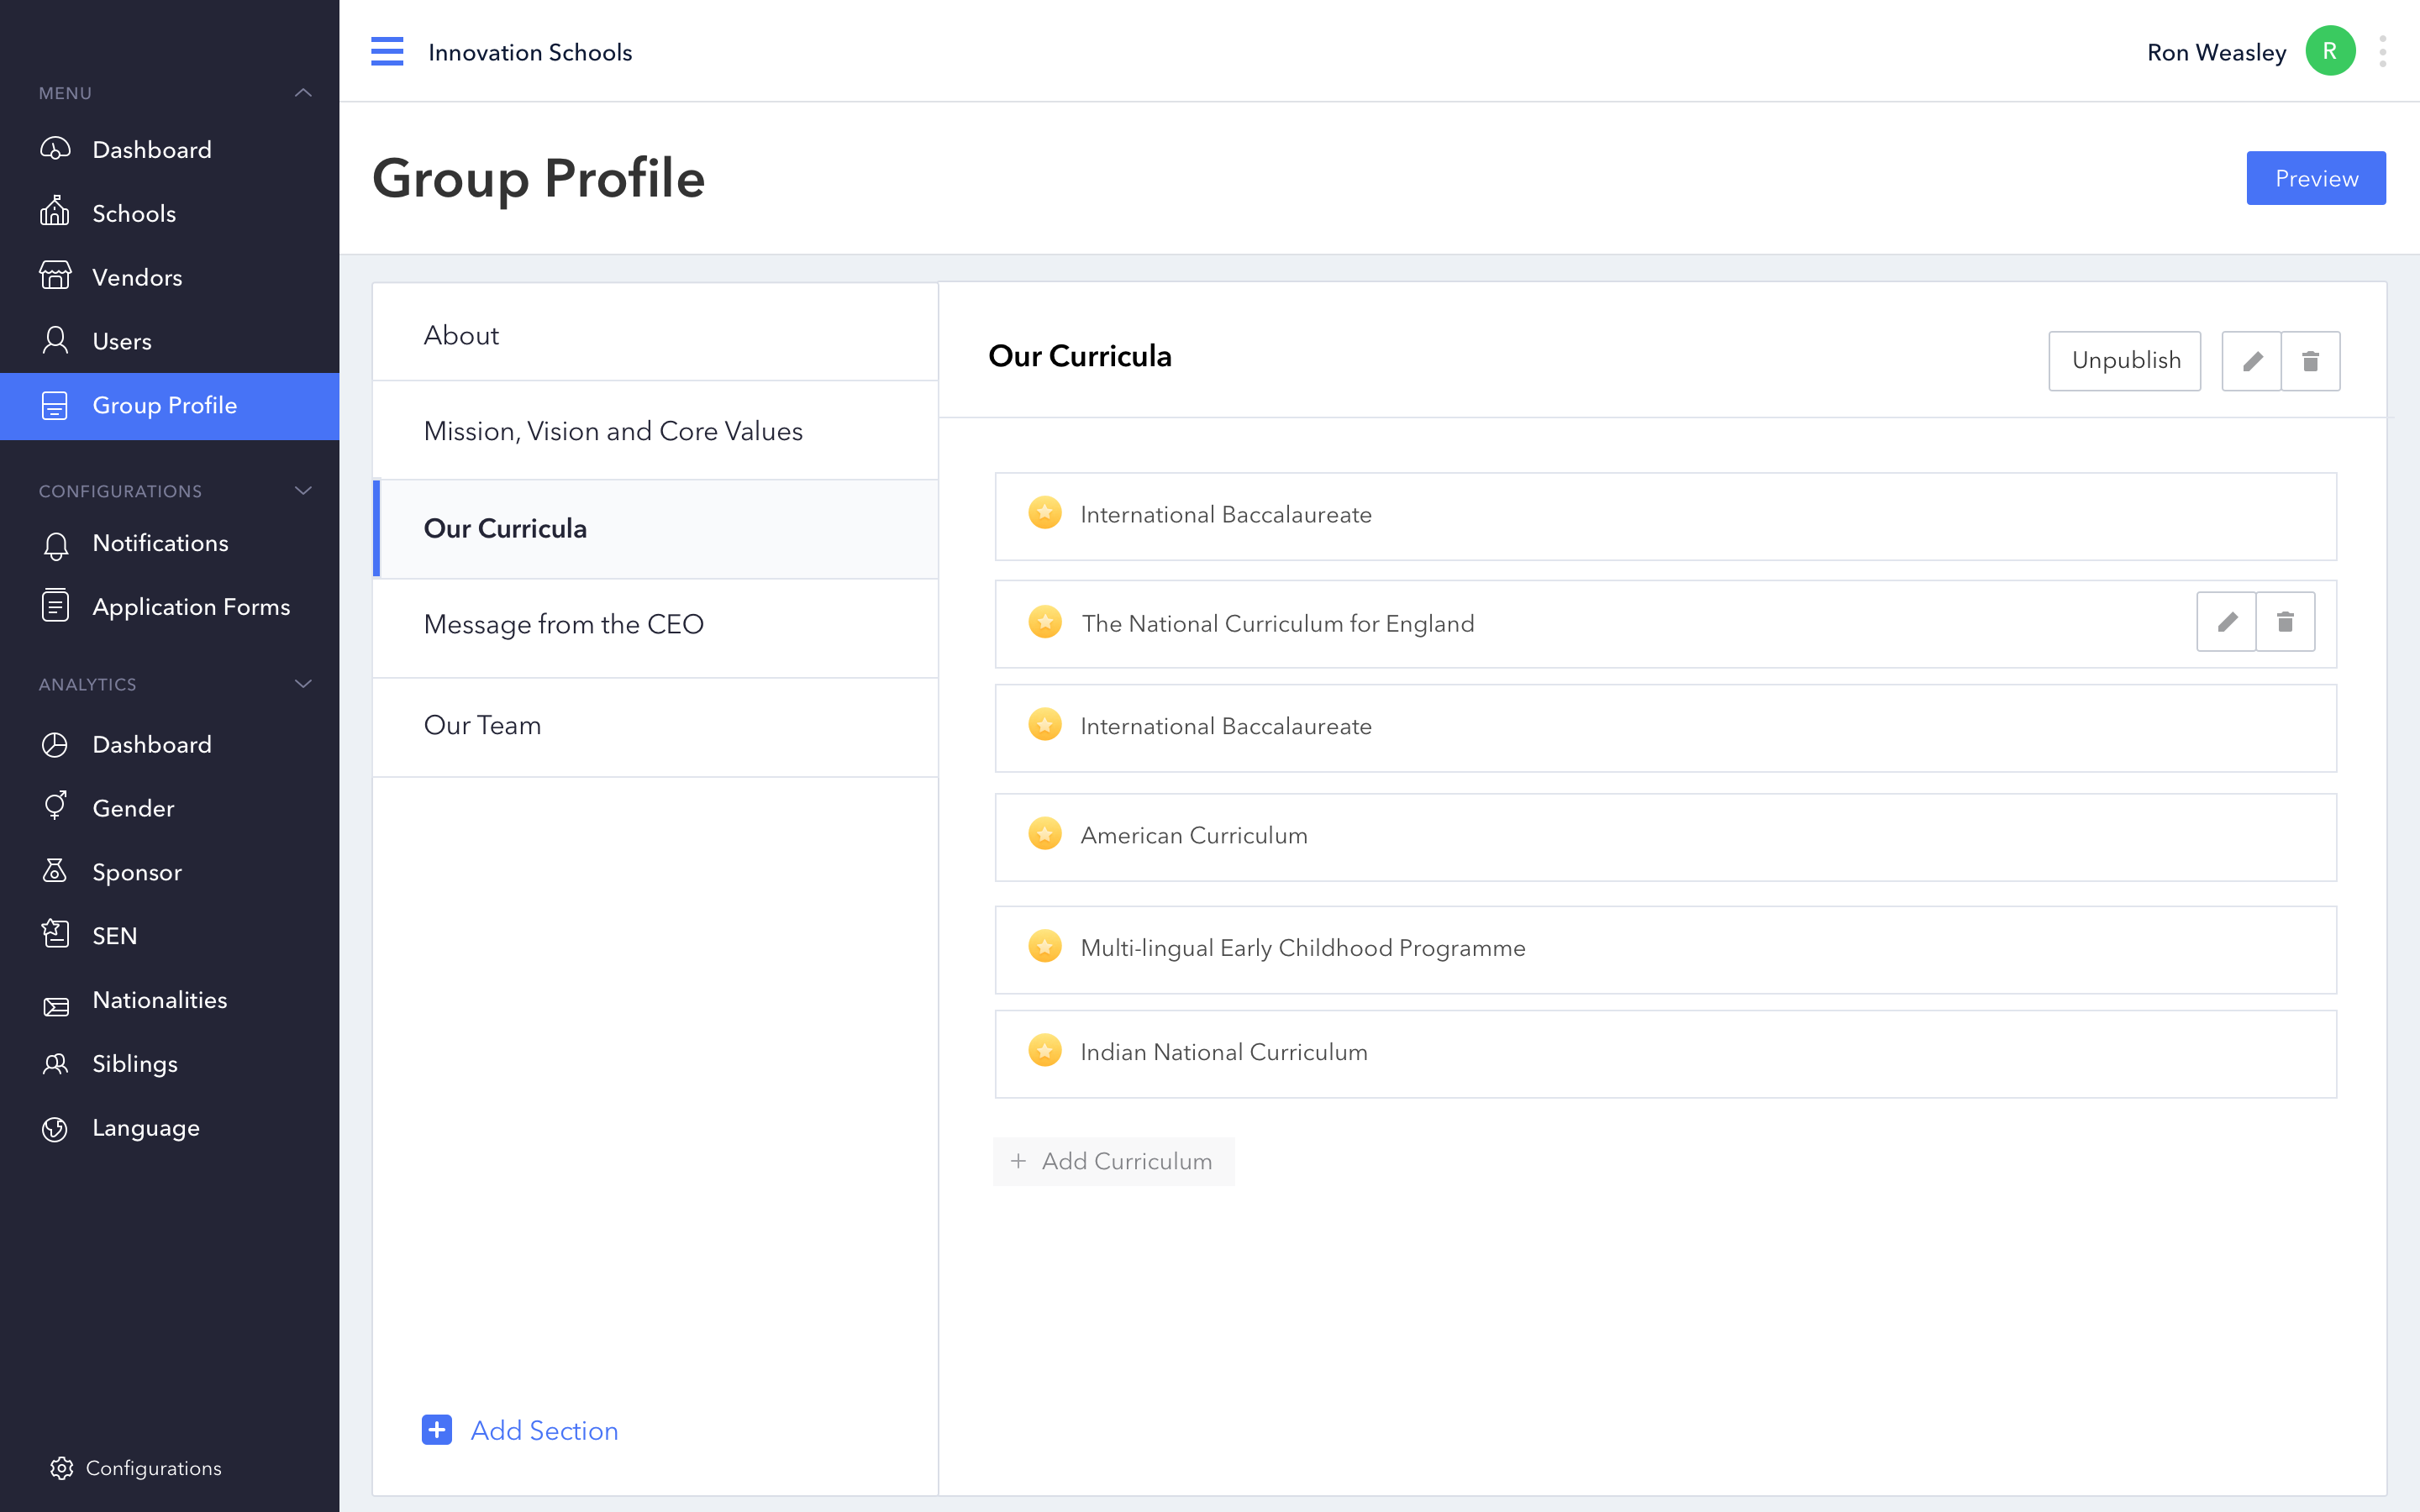 MENU
Dashboard
Schools
Vendors
Users
Group Profile
CONFIGURATIONS
Notifications
Application Forms
ANALYTICS
Dashboard
Gender
Sponsor
SEN
Nationalities
Siblings
Language
Configurations
Innovation Schools
Ron Weasley
R
Group Profile
Preview
About
Mission, Vision and Core Values
Our Curricula
Message from the CEO
Our Team
Add Section
Our Curricula
Unpublish
International Baccalaureate
The National Curriculum for England
International Baccalaureate
American Curriculum
Multi-lingual Early Childhood Programme
Indian National Curriculum
+ Add Curriculum